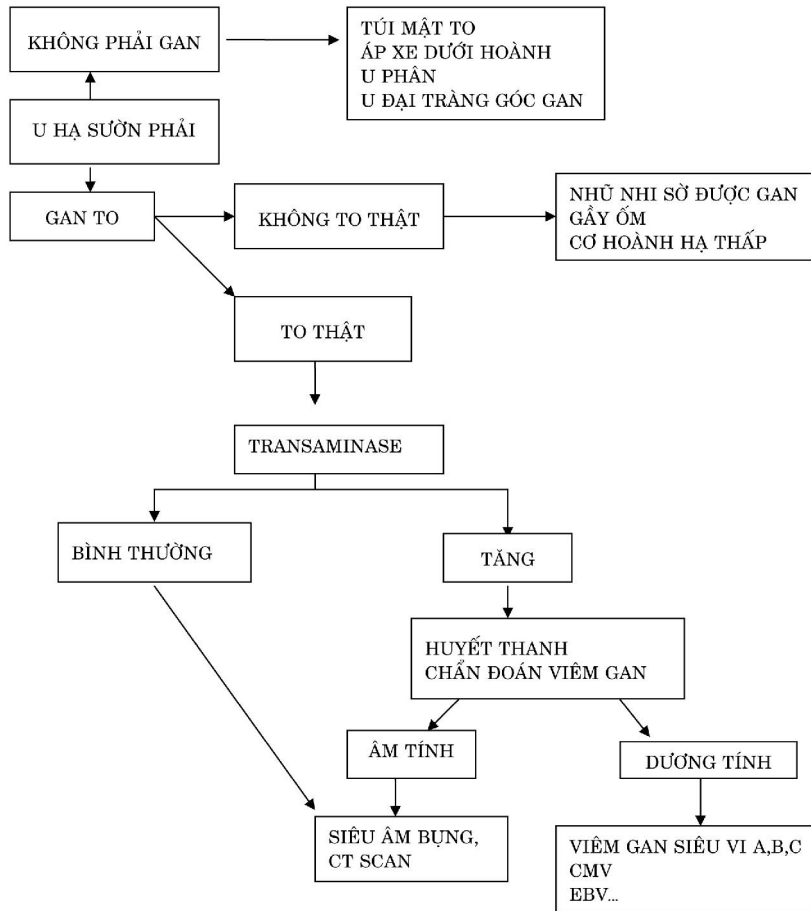 KHÔNG PHẢI GAN
TÚI MẬT TO
ÁP XE DƯỚI HOÀNH
U PHÂN
U ĐẠI TRÀNG GÓC GAN
U HẠ SƯỜN PHẢI
GAN TO
KHÔNG TO THẬT
NHŨ NHI SỜ ĐƯỢC GAN
GẦY ỐM
CƠ HOÀNH HẠ THẤP
TO THẬT
TRANSAMINASE
BÌNH THƯỜNG
TĂNG
HUYẾT THANH
CHẨN ĐOÁN VIÊM GAN
ÂM TÍNH
DƯƠNG TÍNH
SIÊU ÂM BỤNG,
CT SCAN
VIÊM GAN SIÊU VI A,B,C
CMV
EBV...